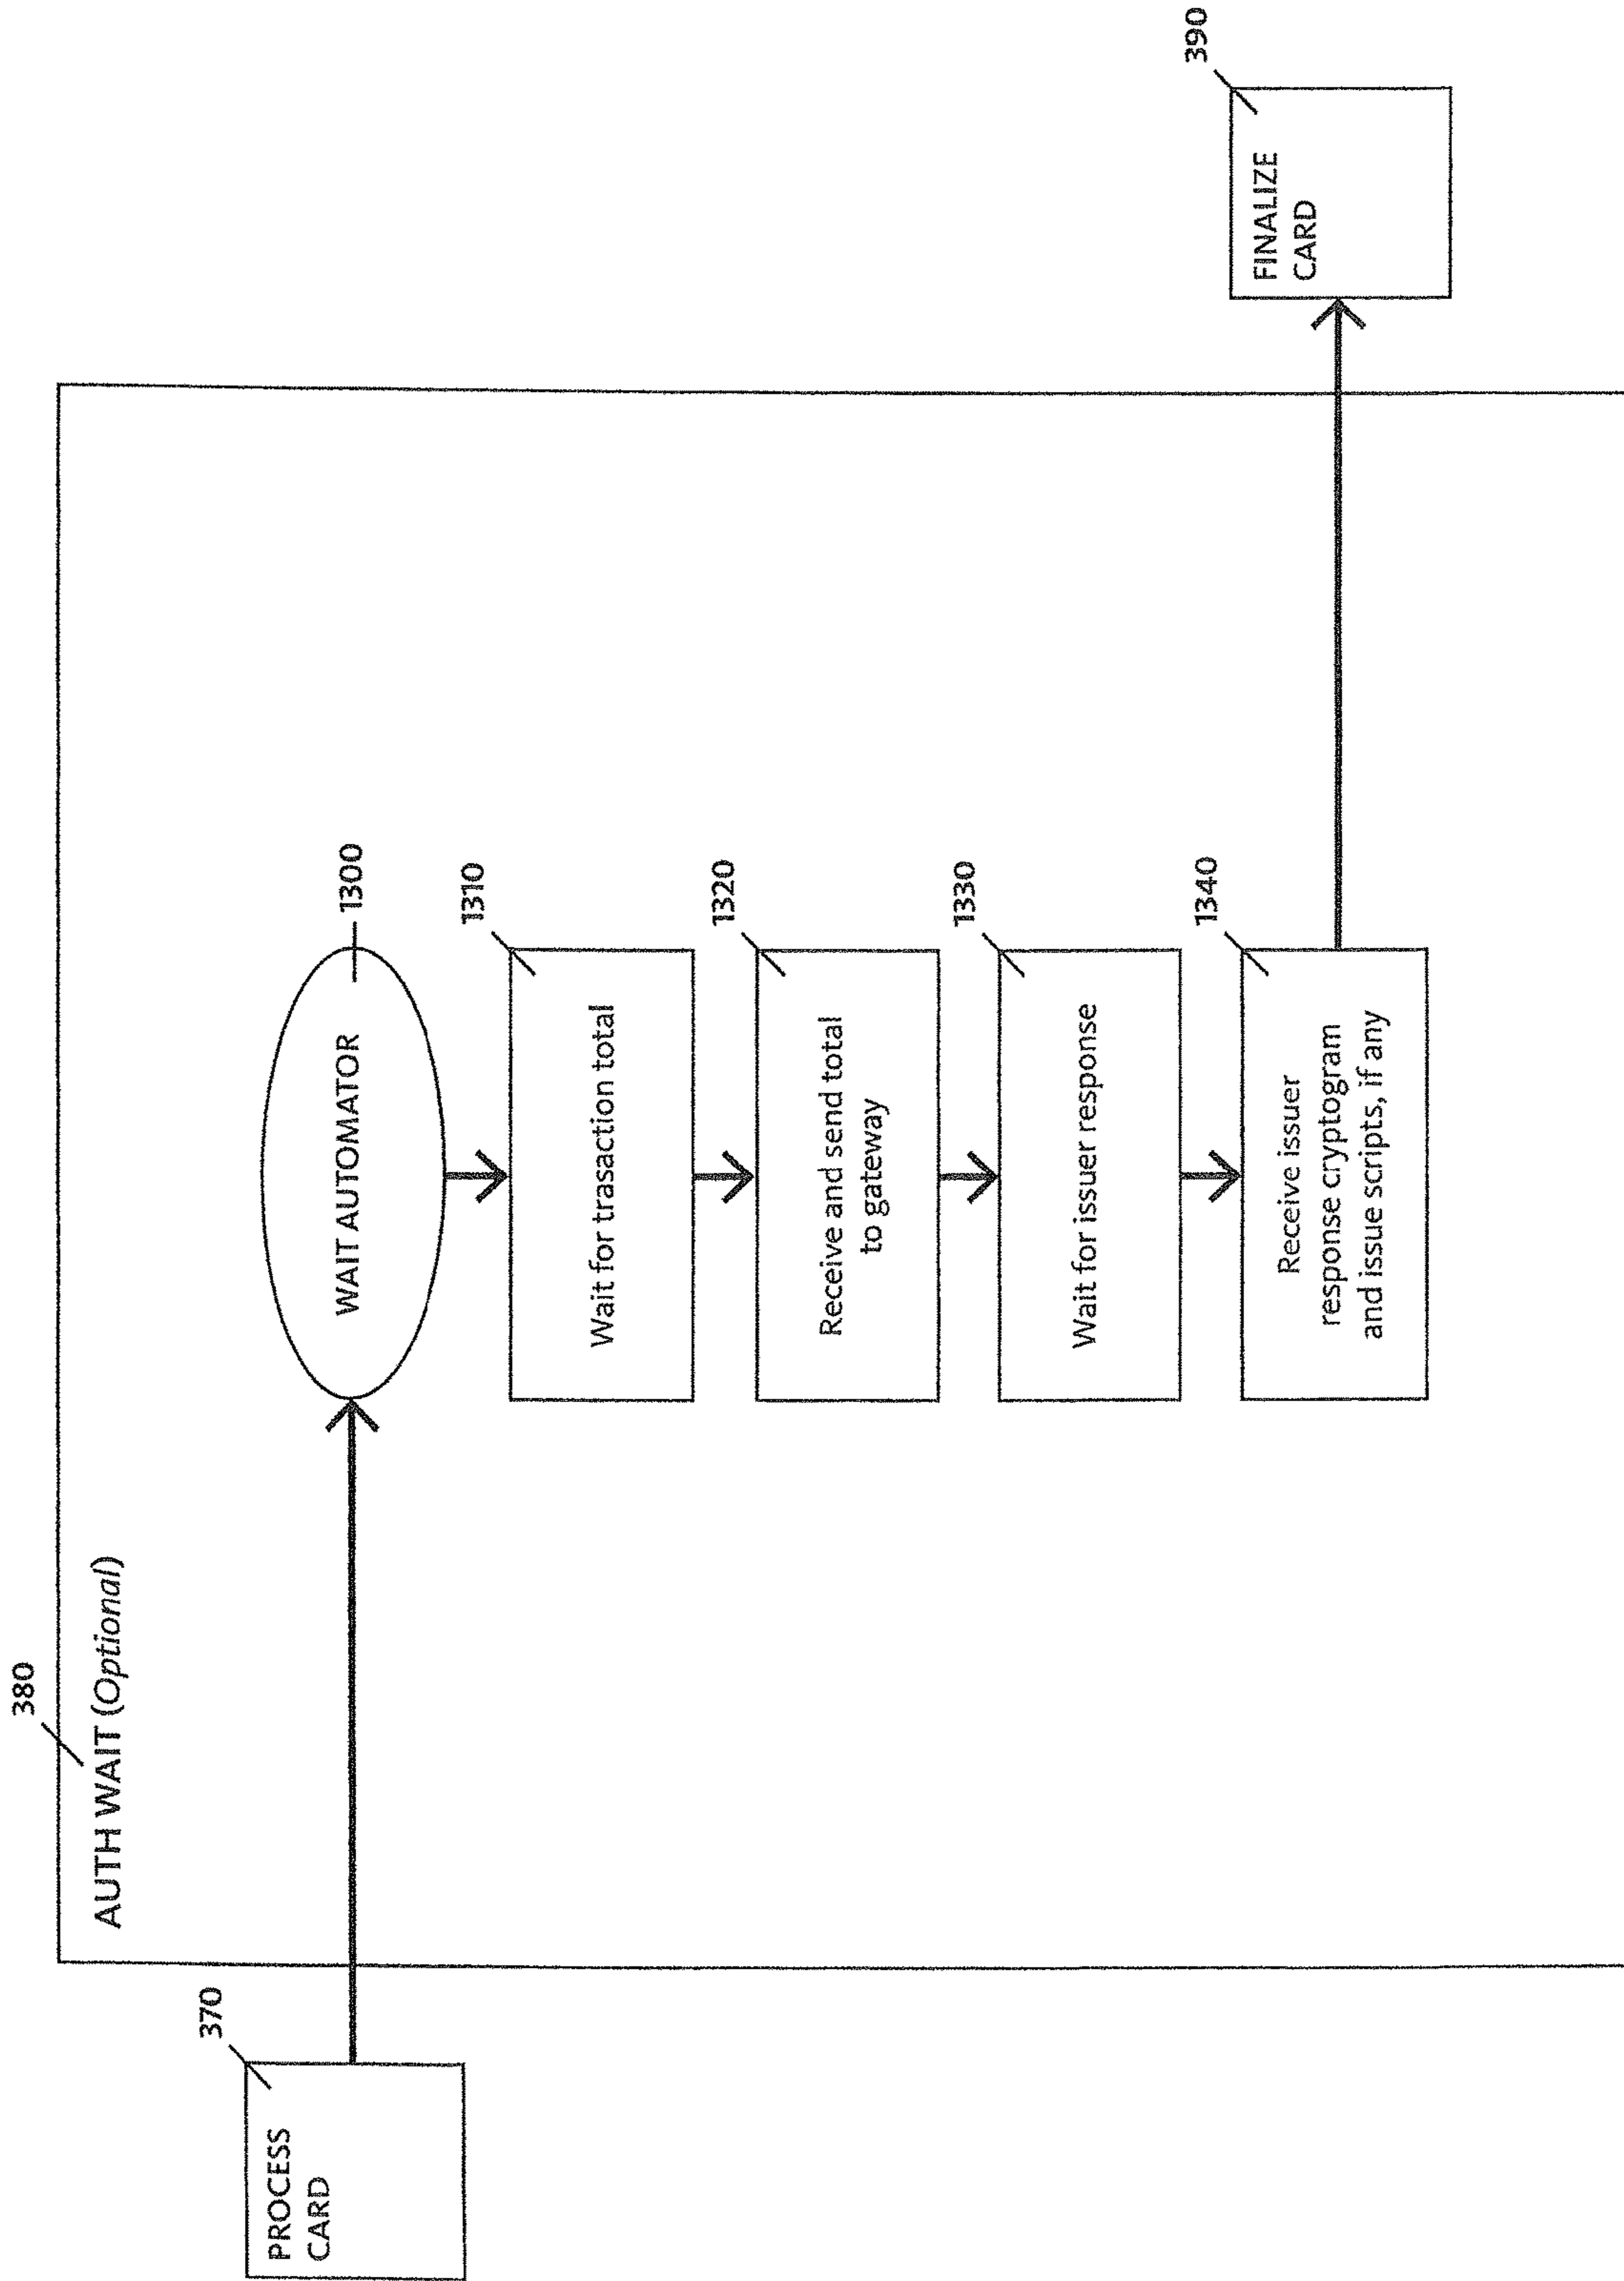 380
AUTH WAIT (Optional)
370
PROCESS
CARD
WAIT AUTOMATOR
1300
1310
Wait for trasaction total
1320
Receive and send total
to gateway
1330
Wait for issuer response
1340
Receive issuer
response cryptogram
and issue scripts, if any
390
FINALIZE
CARD